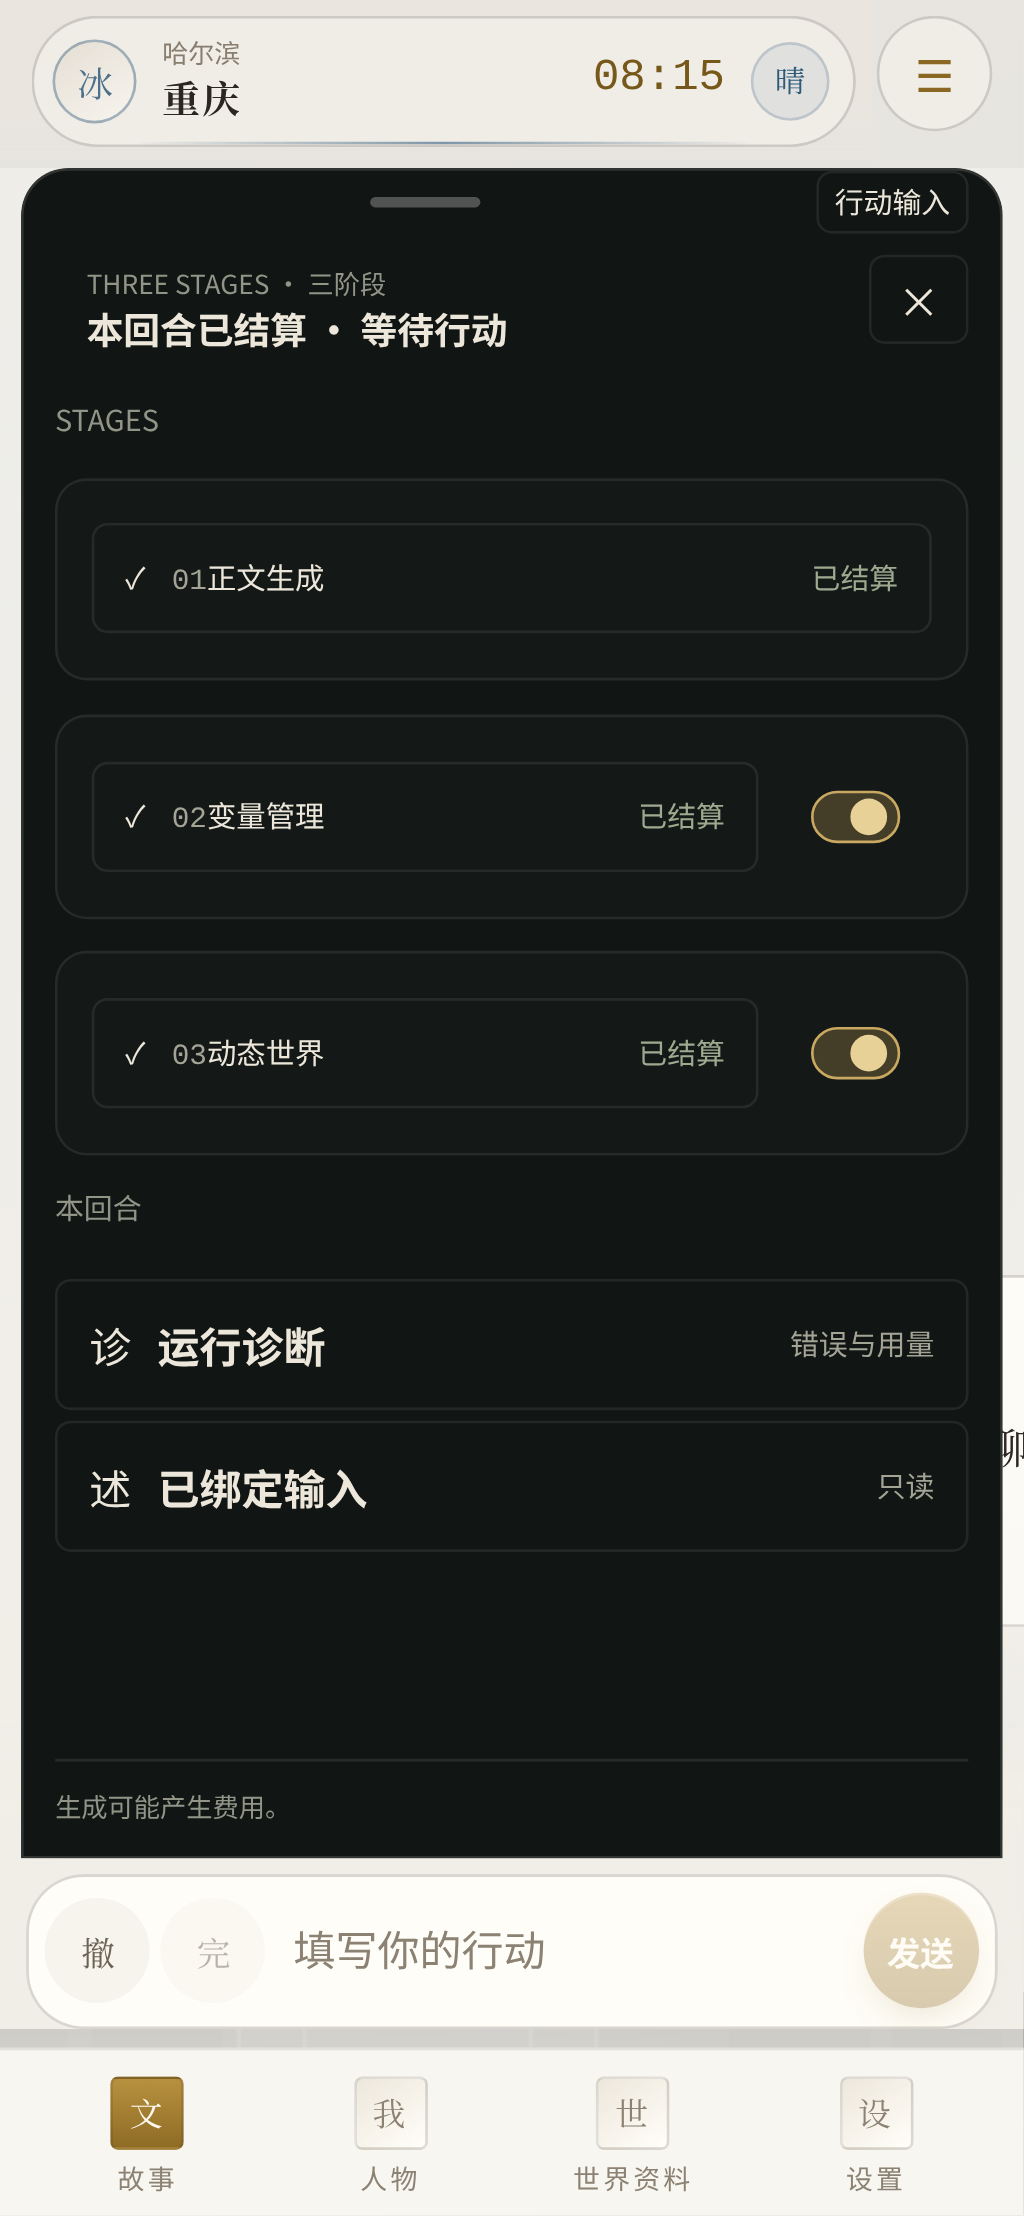 冰
哈尔滨
重庆
08:15
晴
行动输入
THREE STAGES · 三阶段
本回合已结算 · 等待行动
STAGES
✓ 01正文生成 已结算
✓ 02变量管理 已结算
✓ 03动态世界 已结算
本回合
诊 运行诊断 错误与用量
述 已绑定输入 只读
生成可能产生费用。
撤 完 填写你的行动 发送
文 我 世 设
故事 人物 世界资料 设置